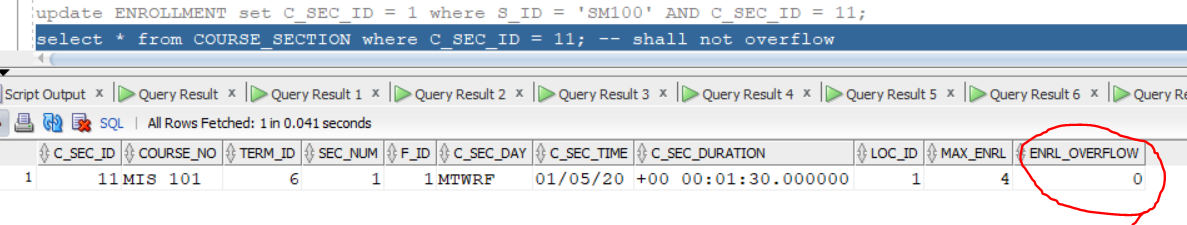 update ENROLLMENT set C_SEC_ID = 1 where S_ID = 'SM100' AND C_SEC_ID = 11;
select * from COURSE_SECTION where C_SEC_ID = 11; -- shall not overflow
Script Output x Query Result x Query Result 1 x Query Result 2 x Query Result 3 x Query Result 4 x Query Result 5 x Query Result 6 x Query Re
SQL | All Rows Fetched: 1 in 0.041 seconds
C_SEC_ID COURSE_NO TERM_ID SEC_NUM F_ID C_SEC_DAY C_SEC_TIME C_SEC_DURATION LOC_ID MAX_ENRL ENRL_OVERFLOW
1 11 MIS 101 6 1 1 MTWRF 01/05/20 +00 00:01:30.000000 1 4 0